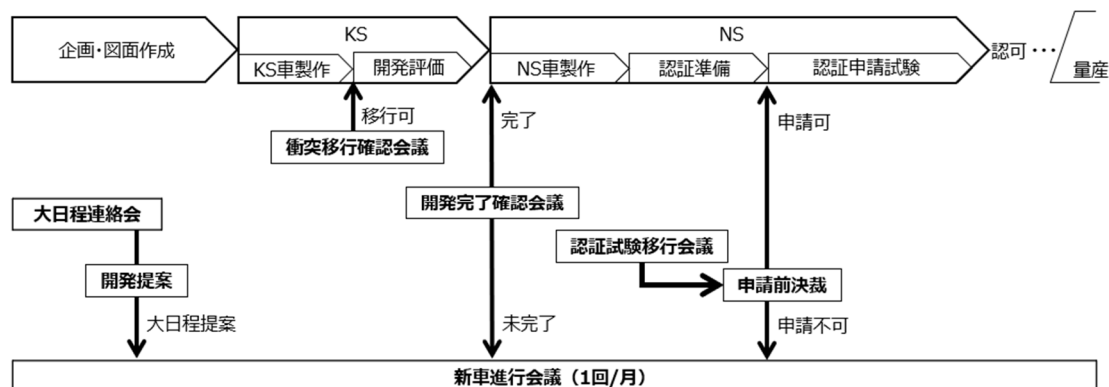 企画・図面作成
KS
KS車製作
開発評価
NS
NS車製作
認証準備
認証申請試験
認可・・・
量産
移行可
衝突移行確認会議
完了
申請可
開発完了確認会議
大日程連絡会
認証試験移行会議
開発提案
申請前決裁
大日程提案
未完了
申請不可
新車進行会議（1回/月）